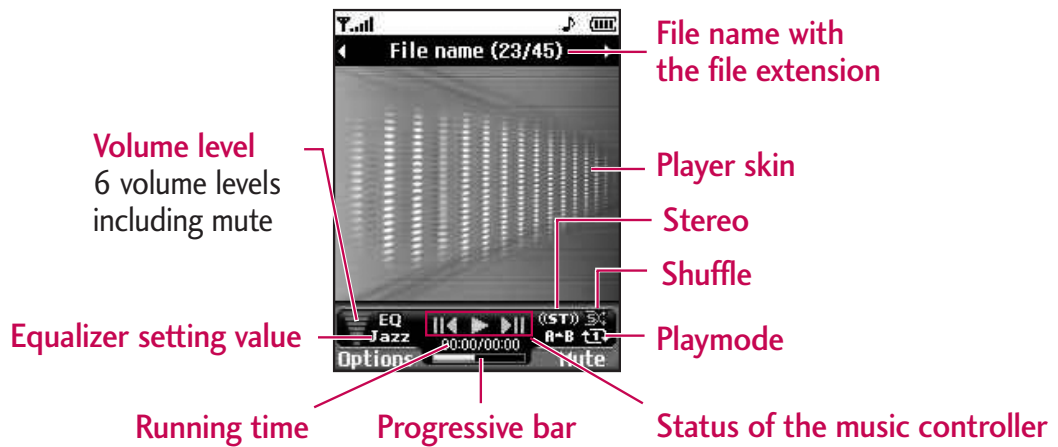 File name (23/45)
File name with
the file extension
Volume level
6 volume levels
including mute
Player skin
Stereo
Shuffle
Equalizer setting value
EQ
Jazz
((ST))
A➝B
1
Playmode
00:00/00:00
Options
Mute
Running time
Progressive bar
Status of the music controller